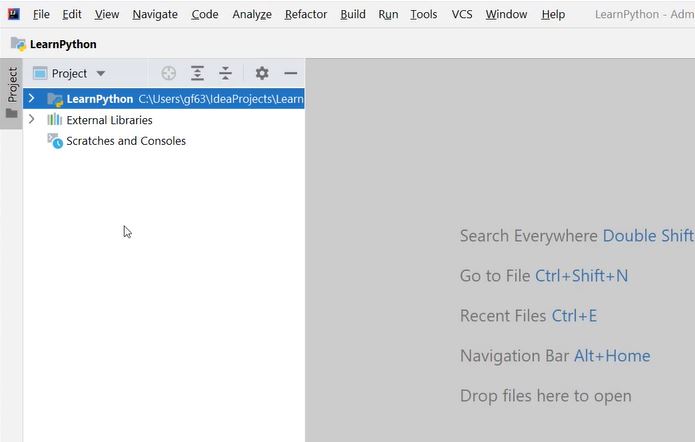 File Edit View Navigate Code Analyze Refactor Build Run Tools VCS Window Help LearnPython - Adm
LearnPython
Project
Project
LearnPython C:\Users\gf63\IdeaProjects\Learn
External Libraries
Scratches and Consoles
Search Everywhere Double Shift
Go to File Ctrl+Shift+N
Recent Files Ctrl+E
Navigation Bar Alt+Home
Drop files here to open